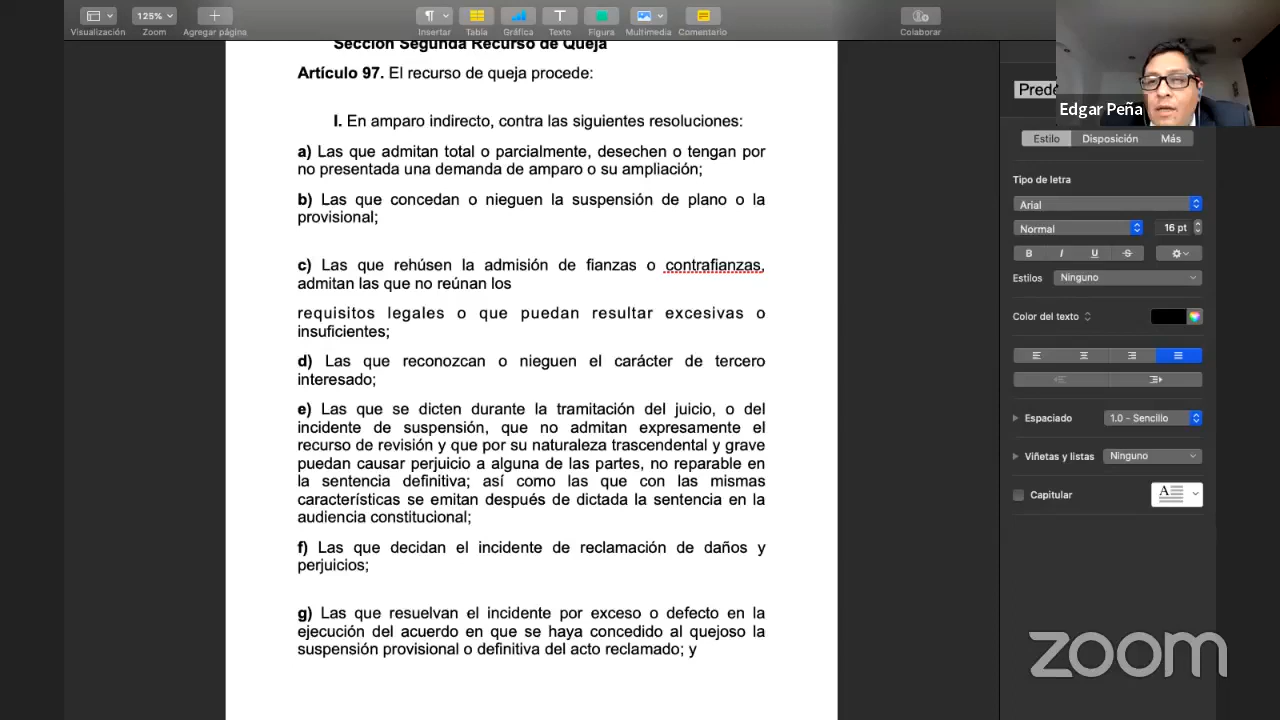 125%
Visualización
Zoom
Agregar página
Insertar
Tabla
Gráfica
Texto
Figura
Multimedia
Comentario
Colaborar
Sección Segunda Recurso de Queja
Artículo 97. El recurso de queja procede:
I. En amparo indirecto, contra las siguientes resoluciones:
a) Las que admitan total o parcialmente, desechen o tengan por
no presentada una demanda de amparo o su ampliación;
b) Las que concedan o nieguen la suspensión de plano o la
provisional;
c) Las que rehúsen la admisión de fianzas o contrafianzas,
admitan las que no reúnan los
requisitos legales o que puedan resultar excesivas o
insuficientes;
d) Las que reconozcan o nieguen el carácter de tercero
interesado;
e) Las que se dicten durante la tramitación del juicio, o del
incidente de suspensión, que no admitan expresamente el
recurso de revisión y que por su naturaleza trascendental y grave
puedan causar perjuicio a alguna de las partes, no reparable en
la sentencia definitiva; así como las que con las mismas
características se emitan después de dictada la sentencia en la
audiencia constitucional;
f) Las que decidan el incidente de reclamación de daños y
perjuicios;
g) Las que resuelvan el incidente por exceso o defecto en la
ejecución del acuerdo en que se haya concedido al quejoso la
suspensión provisional o definitiva del acto reclamado; y
Edgar Peña
Estilo
Disposición
Más
Tipo de letra
Arial
Normal
16 pt
B I U S
Estilos
Ninguno
Color del texto
Espaciado
1.0 - Sencillo
Viñetas y listas
Ninguno
Capitular
A
zoom